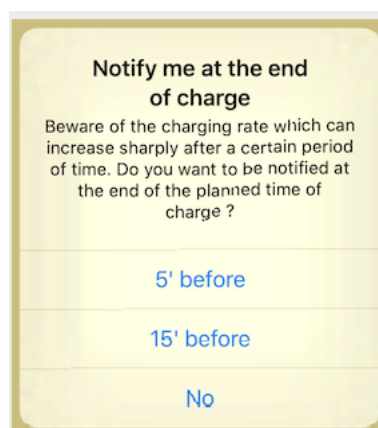 Notify me at the end
of charge
Beware of the charging rate which can
increase sharply after a certain period
of time. Do you want to be notified at
the end of the planned time of
charge ?
5' before
15' before
No